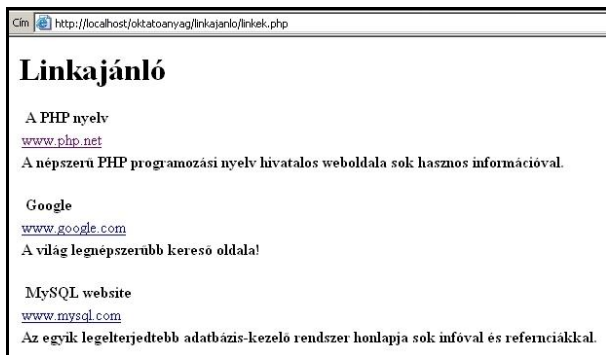 Cím http://localhost/oktatoanyag/linkajanlo/linkek.php
Linkajánló
A PHP nyelv
www.php.net
A népszerű PHP programozási nyelv hivatalos weboldala sok hasznos információval.
Google
www.google.com
A világ legnépszerűbb kereső oldala!
MySQL website
www.mysql.com
Az egyik legelterjedtebb adatbázis-kezelő rendszer honlapja sok infóval és refernciákkal.